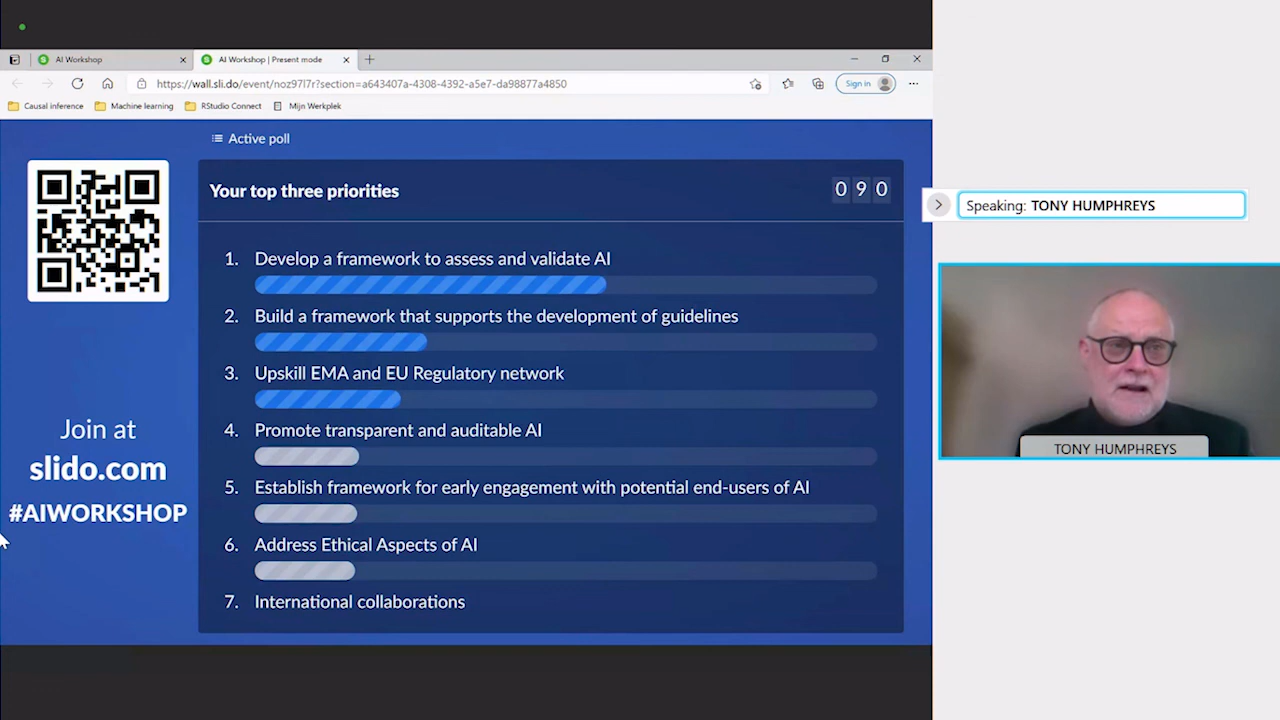 AI Workshop
AI Workshop | Present mode
https://wall.sli.do/event/noz97l7r?section=a643407a-4308-4392-a5e7-da98877a4850
Sign in
Causal inference
Machine learning
RStudio Connect
Mijn Werkplek
Active poll
Your top three priorities
090
1. Develop a framework to assess and validate AI
2. Build a framework that supports the development of guidelines
3. Upskill EMA and EU Regulatory network
4. Promote transparent and auditable AI
5. Establish framework for early engagement with potential end-users of AI
6. Address Ethical Aspects of AI
7. International collaborations
Join at
slido.com
#AIWORKSHOP
Speaking: TONY HUMPHREYS
TONY HUMPHREYS